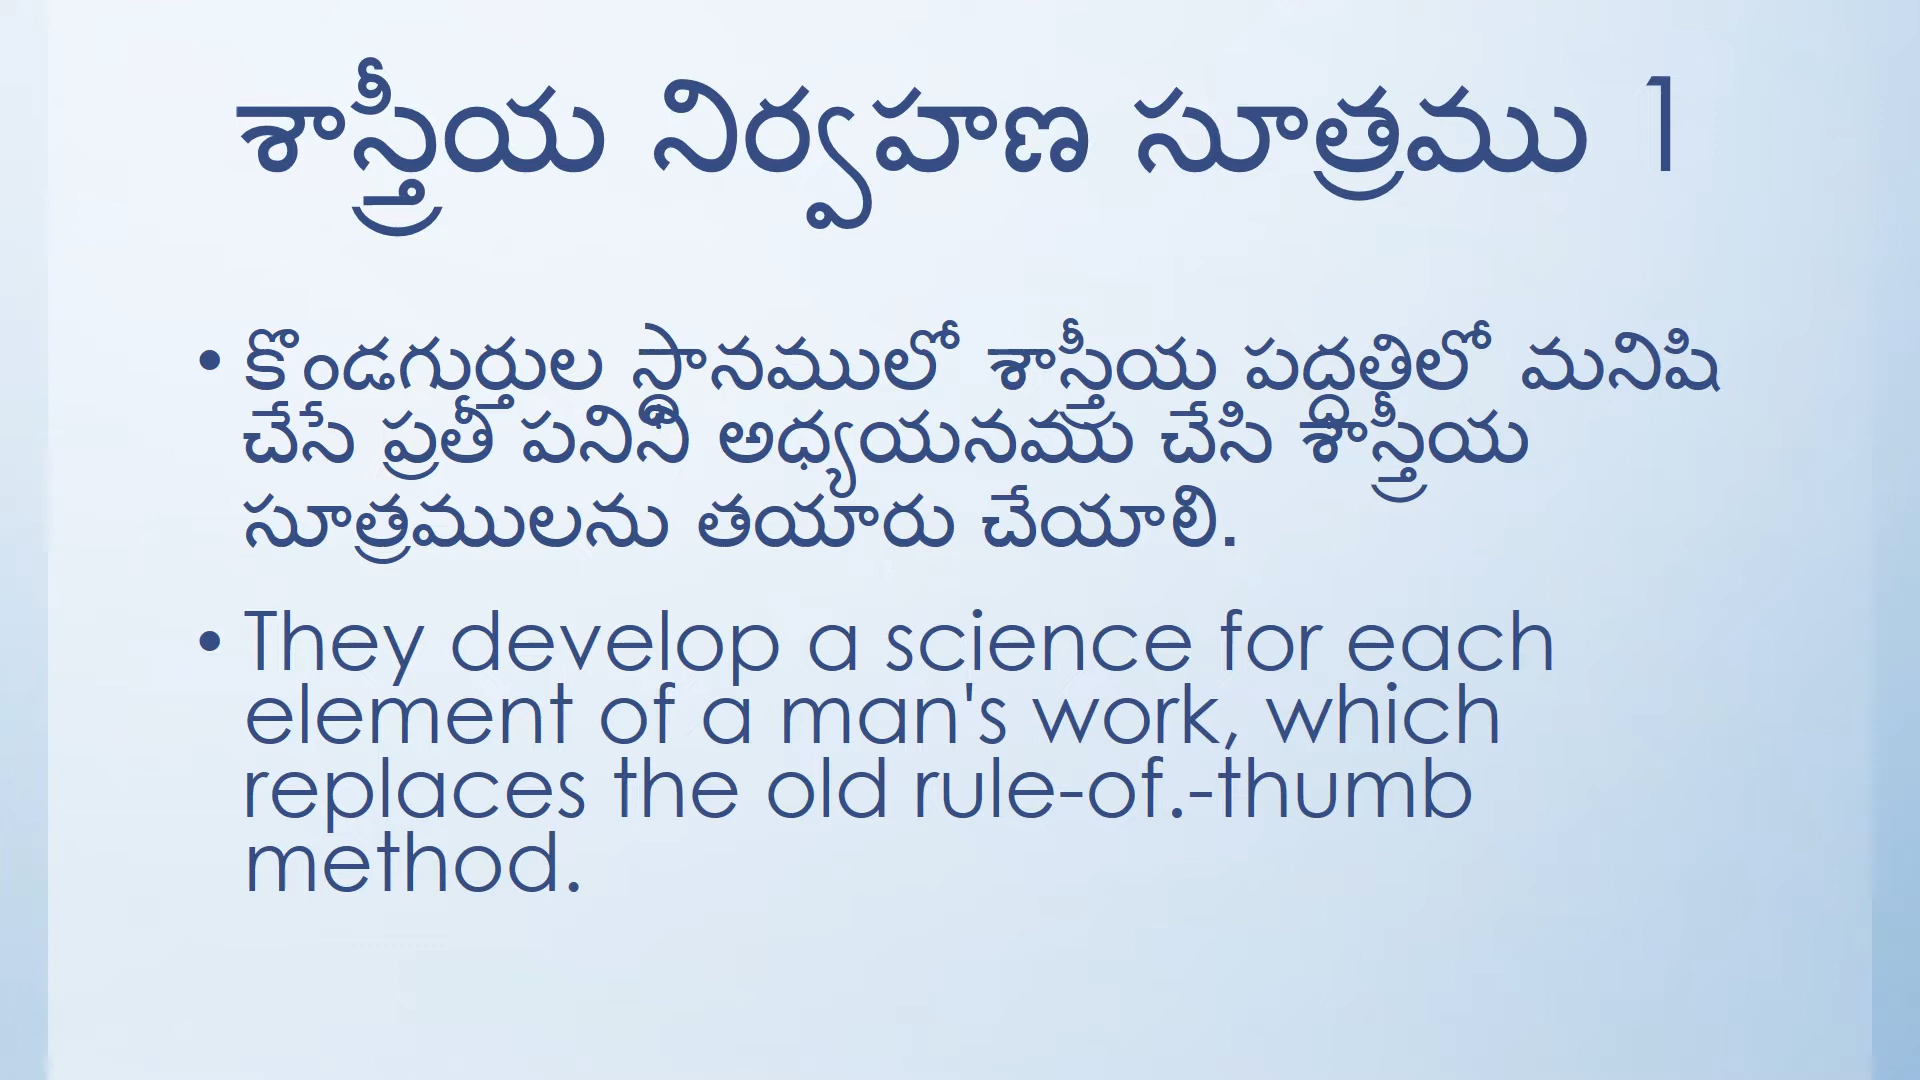 శాస్త్రీయ నిర్వహణ సూత్రము 1
• కొండగుర్తుల స్థానములో శాస్త్రీయ పద్ధతిలో మనిషి
చేసే ప్రతీ పనిని అధ్యయనము చేసి శాస్త్రీయ
సూత్రములను తయారు చేయాలి.
• They develop a science for each
element of a man's work, which
replaces the old rule-of.-thumb
method.